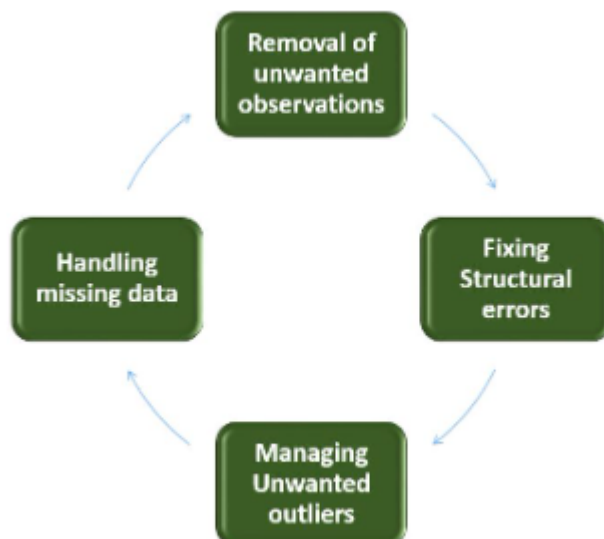 Removal of
unwanted
observations
Fixing
Structural
errors
Managing
Unwanted
outliers
Handling
missing data